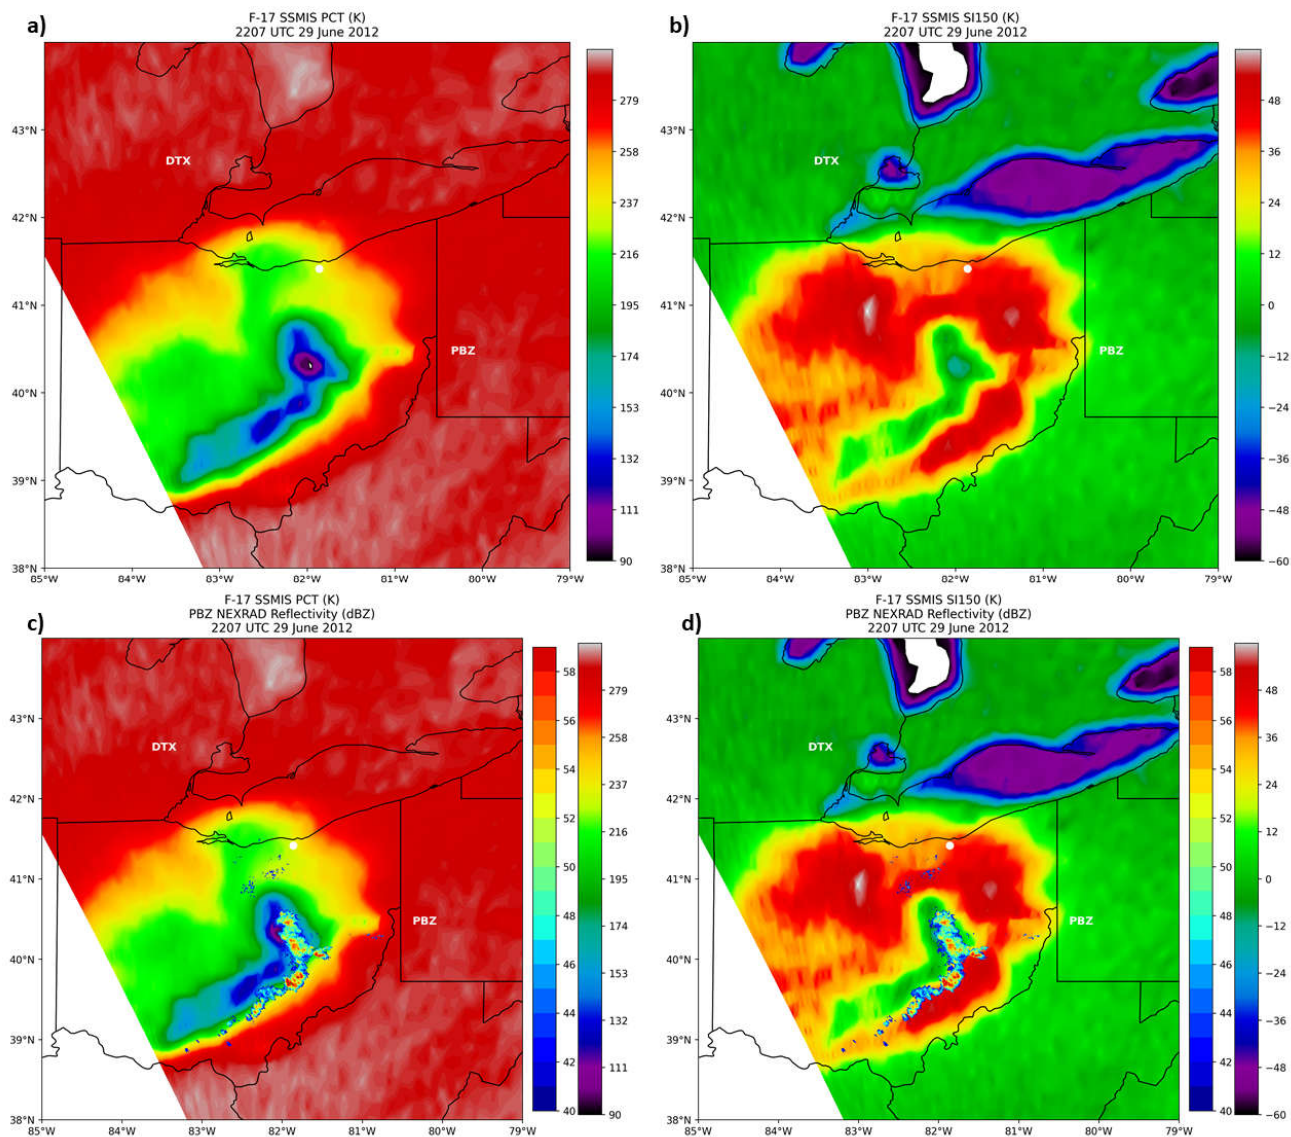 a)
F-17 SSMIS PCT (K)
2207 UTC 29 June 2012
43°N
42°N
41°N
40°N
39°N
38°N
85°W 84°W 83°W 82°W 81°W 80°W 79°W
DTX
PBZ
279
258
237
216
195
174
153
132
111
90
b)
F-17 SSMIS SI150 (K)
2207 UTC 29 June 2012
43°N
42°N
41°N
40°N
39°N
38°N
85°W 84°W 83°W 82°W 81°W 80°W 79°W
DTX
PBZ
48
36
24
12
0
−12
−24
−36
−48
−60
c)
F-17 SSMIS PCT (K)
PBZ NEXRAD Reflectivity (dBZ)
2207 UTC 29 June 2012
43°N
42°N
41°N
40°N
39°N
38°N
85°W 84°W 83°W 82°W 81°W 80°W 79°W
DTX
PBZ
58
56
54
52
50
48
46
44
42
40
279
258
237
216
195
174
153
132
111
90
d)
F-17 SSMIS SI150 (K)
PBZ NEXRAD Reflectivity (dBZ)
2207 UTC 29 June 2012
43°N
42°N
41°N
40°N
39°N
38°N
85°W 84°W 83°W 82°W 81°W 80°W 79°W
DTX
PBZ
58
56
54
52
50
48
46
44
42
40
48
36
24
12
0
−12
−24
−36
−48
−60